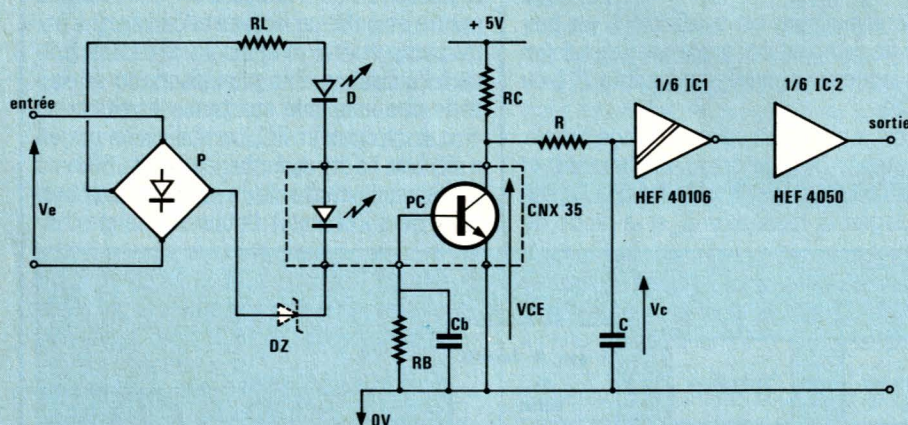 RL
+ 5V
entrée
D
RC
1/6 IC1
1/6 IC2
sortie
P
R
Ve
PC
CNX 35
HEF 40106
HEF 4050
VCE
Vc
DZ
RB
Cb
C
0V